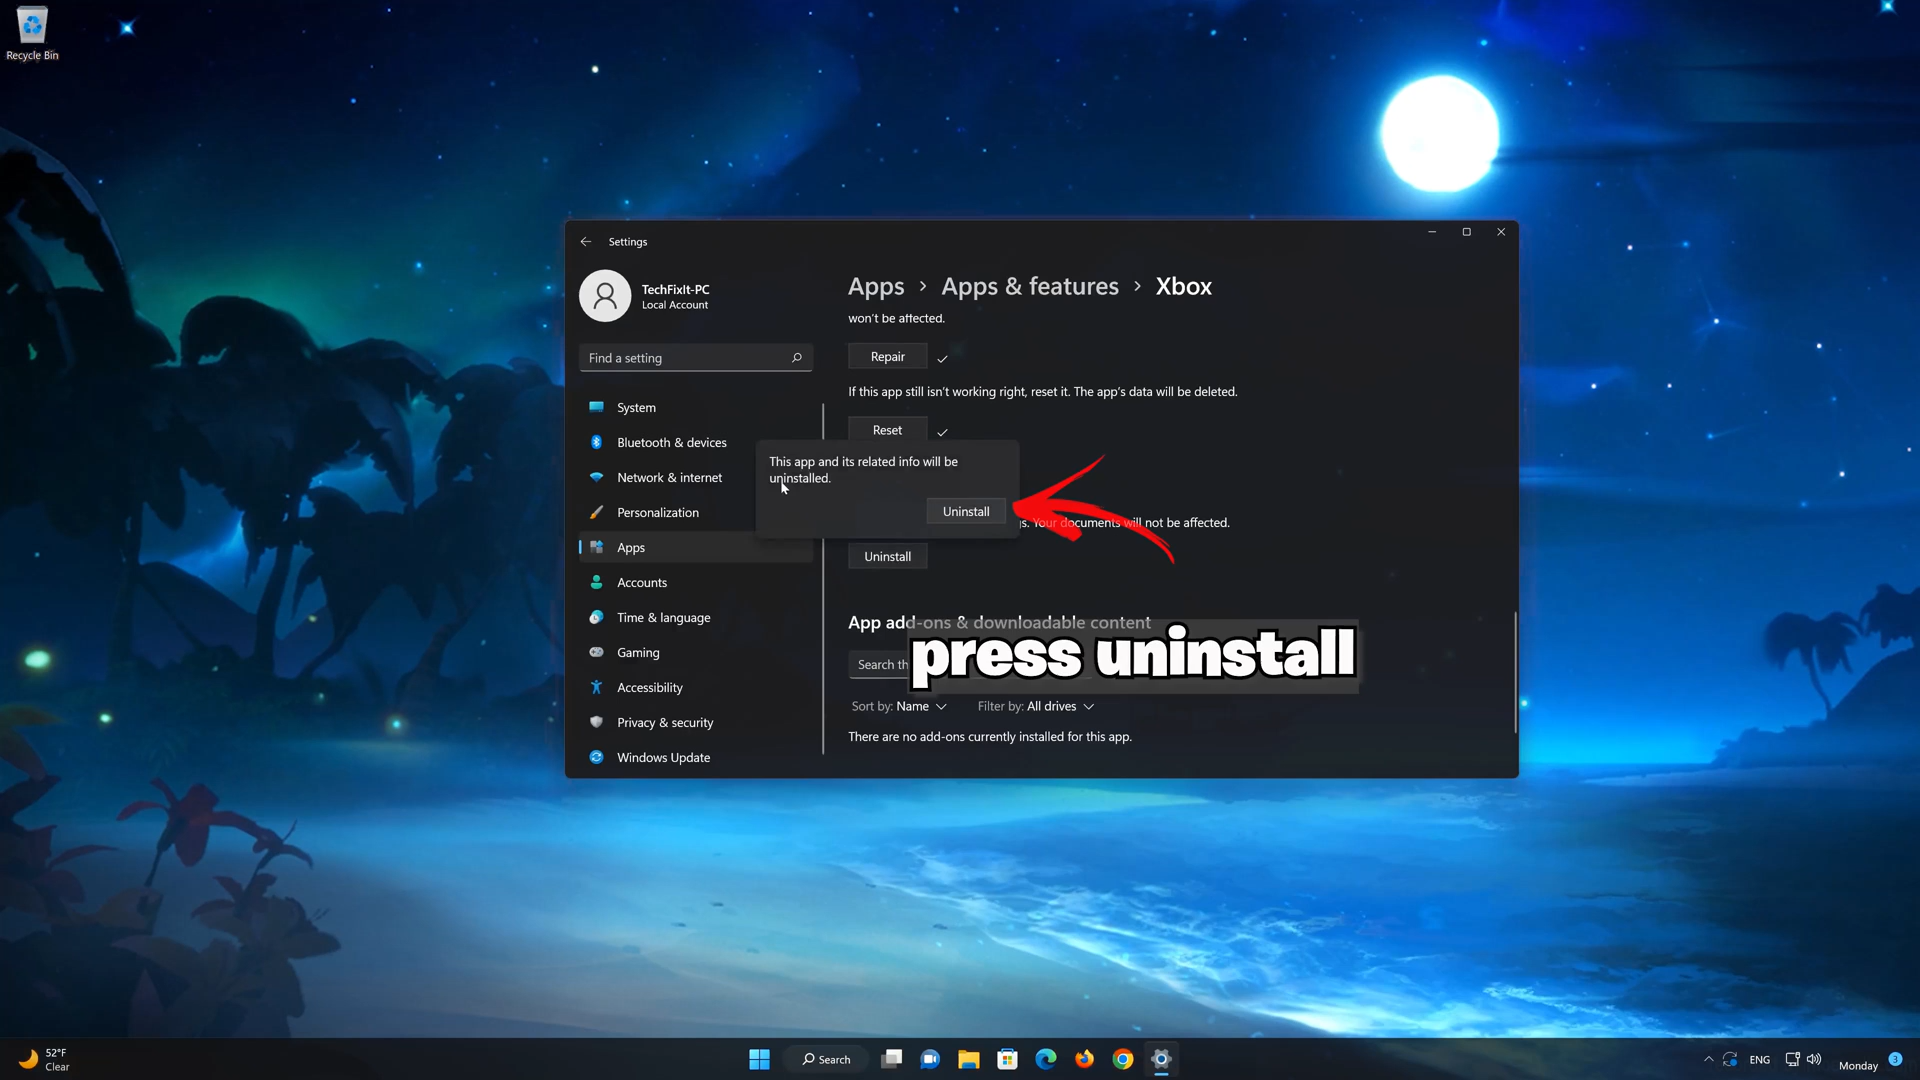 Recycle Bin
Settings
TechFixIt-PC
Local Account
Find a setting
System
Bluetooth & devices
Network & internet
Personalization
Apps
Accounts
Time & language
Gaming
Accessibility
Privacy & security
Windows Update
Apps > Apps & features > Xbox
won't be affected.
Repair
If this app still isn't working right, reset it. The app's data will be deleted.
Reset
This app and its related info will be
uninstalled.
Uninstall
Your documents will not be affected.
Uninstall
App add-ons & downloadable content
Search
press uninstall
Sort by: Name
Filter by: All drives
There are no add-ons currently installed for this app.
52°F
Clear
Search
ENG
Monday
3